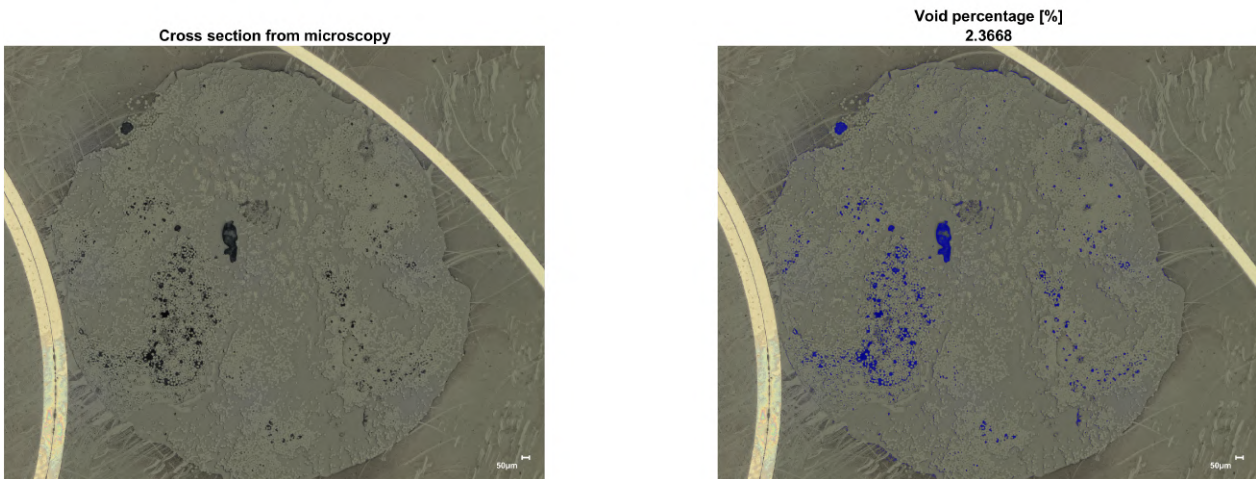 Cross section from microscopy
Void percentage [%]
2.3668
50µm
50µm